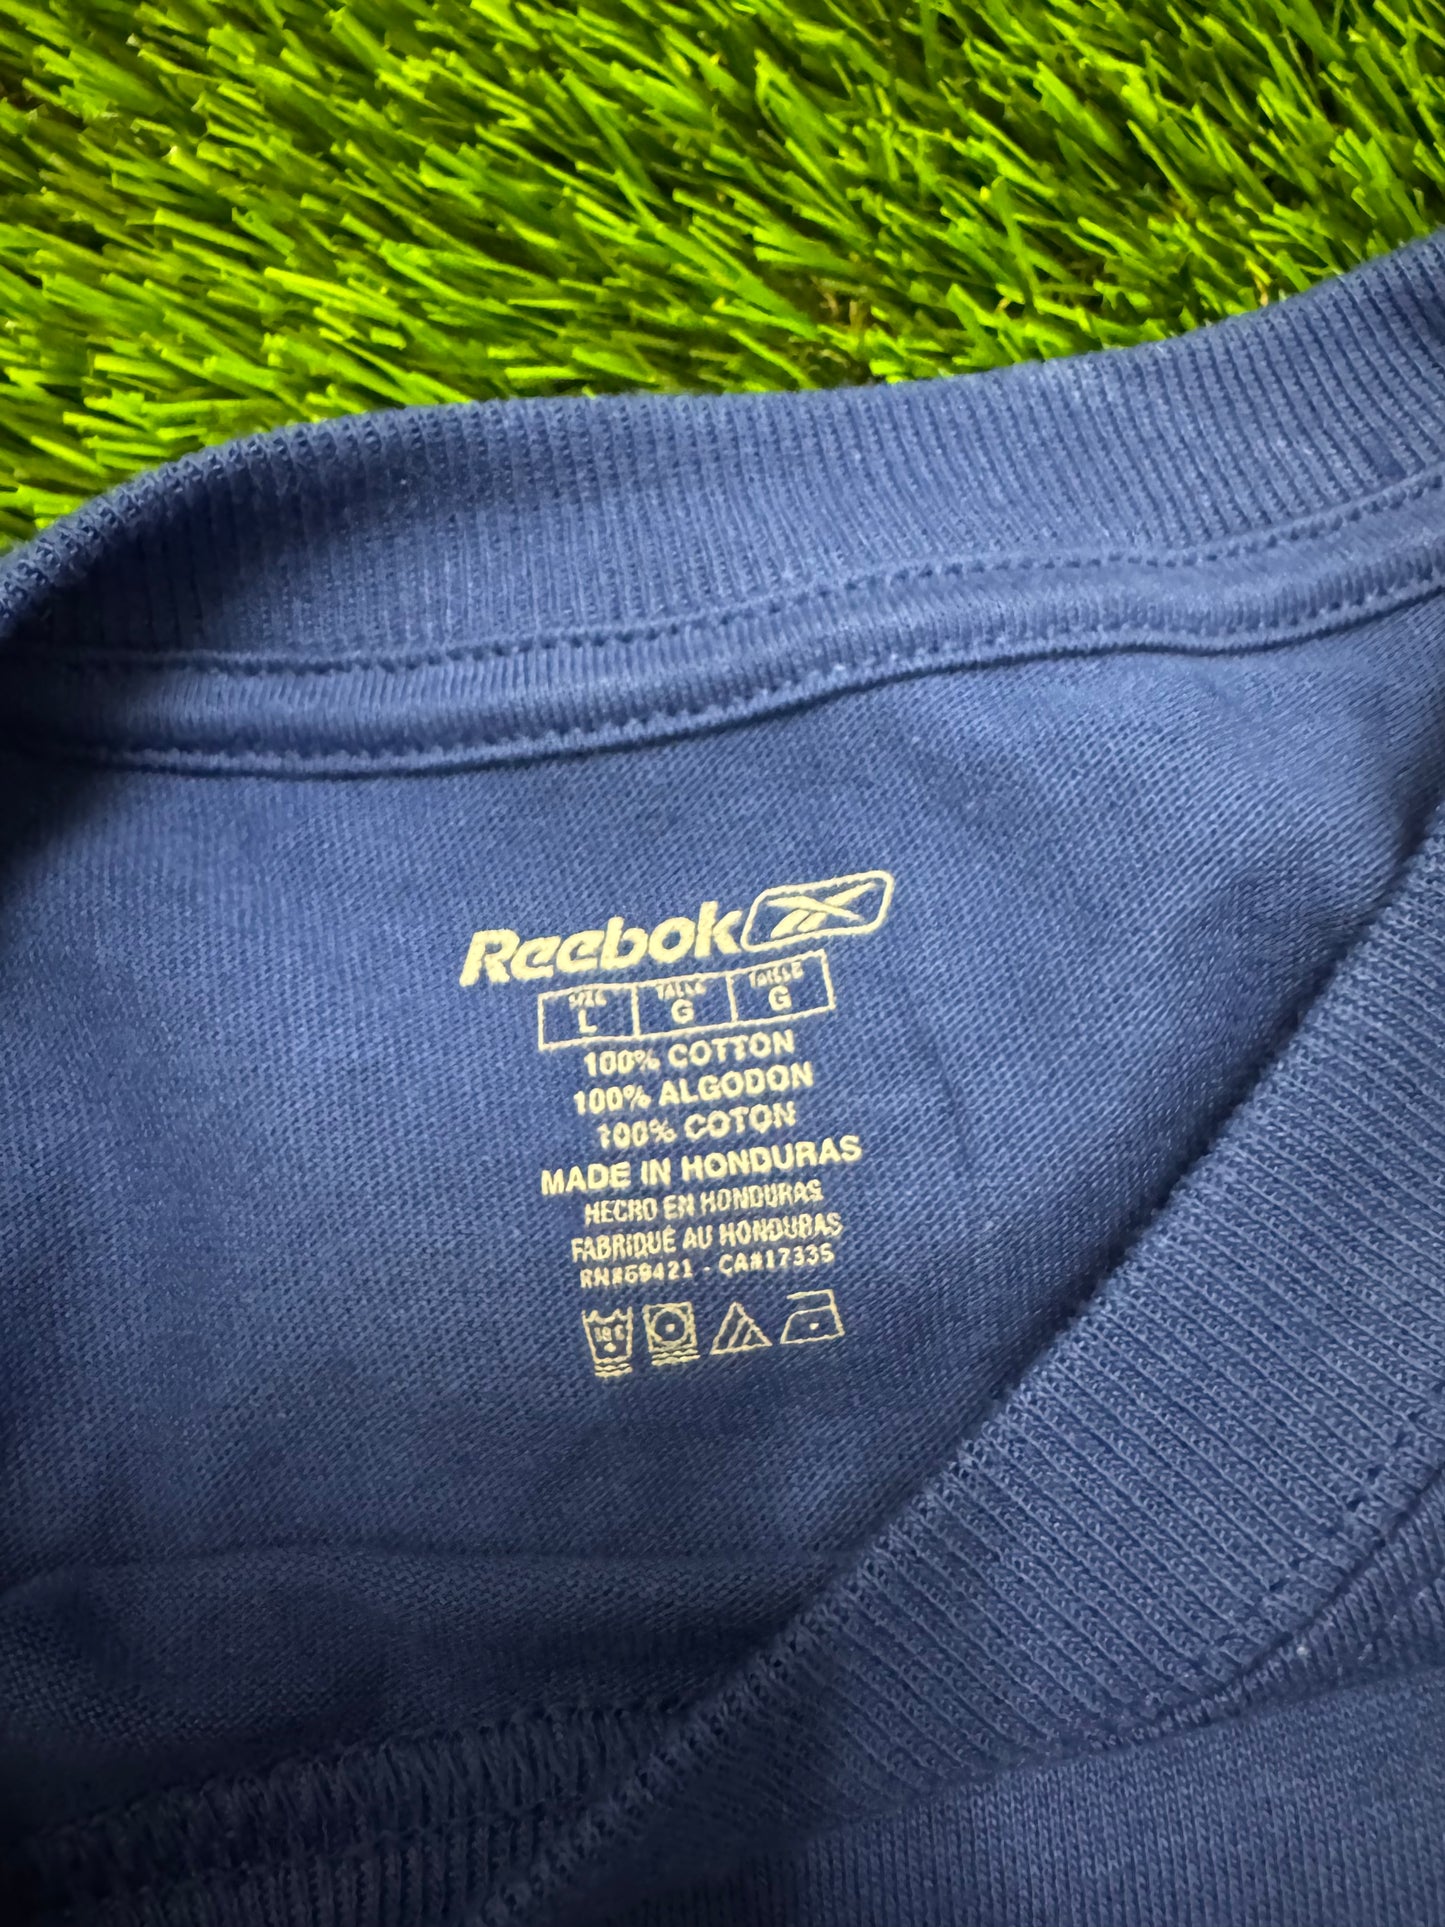 Reebok
SIZE TALLA TAILLE
L G G
100% COTTON
100% ALGODON
100% COTON
MADE IN HONDURAS
HECHO EN HONDURAS
FABRIQUÉ AU HONDURAS
RN#69421 - CA#17335